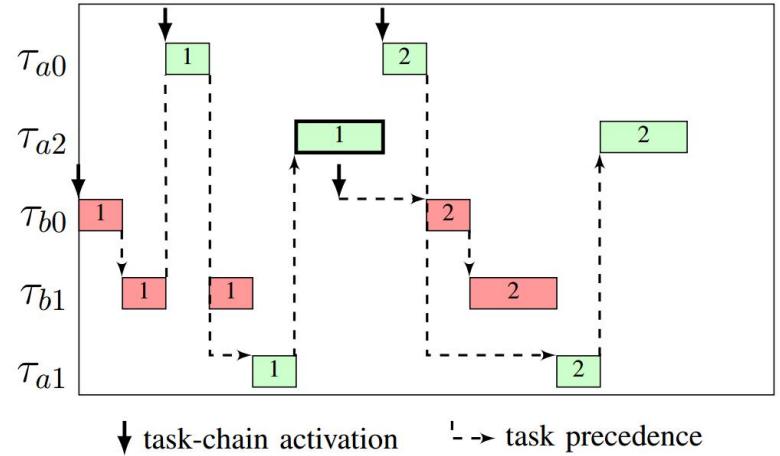 τa0 1 2
τa2 1 2
τb0 1 2
τb1 1 1 2
τa1 1 2
task-chain activation task precedence